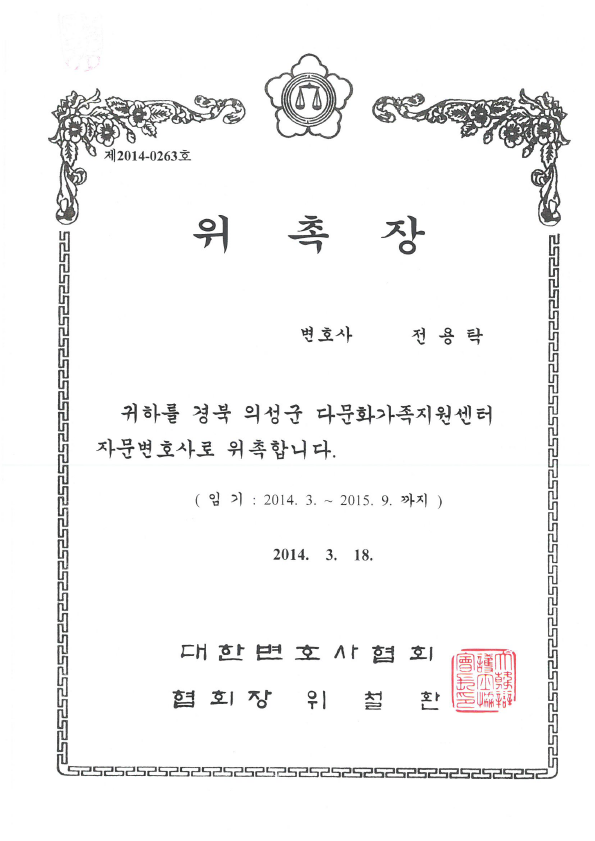 제2014-0263호
위 촉 장
변호사 전 용 탁
귀하를 경북 의성군 다문화가족지원센터
자문변호사로 위촉합니다.
( 임 기 : 2014. 3. ~ 2015. 9. 까지 )
2014. 3. 18.
대한변호사협회
협회장 위 철 환